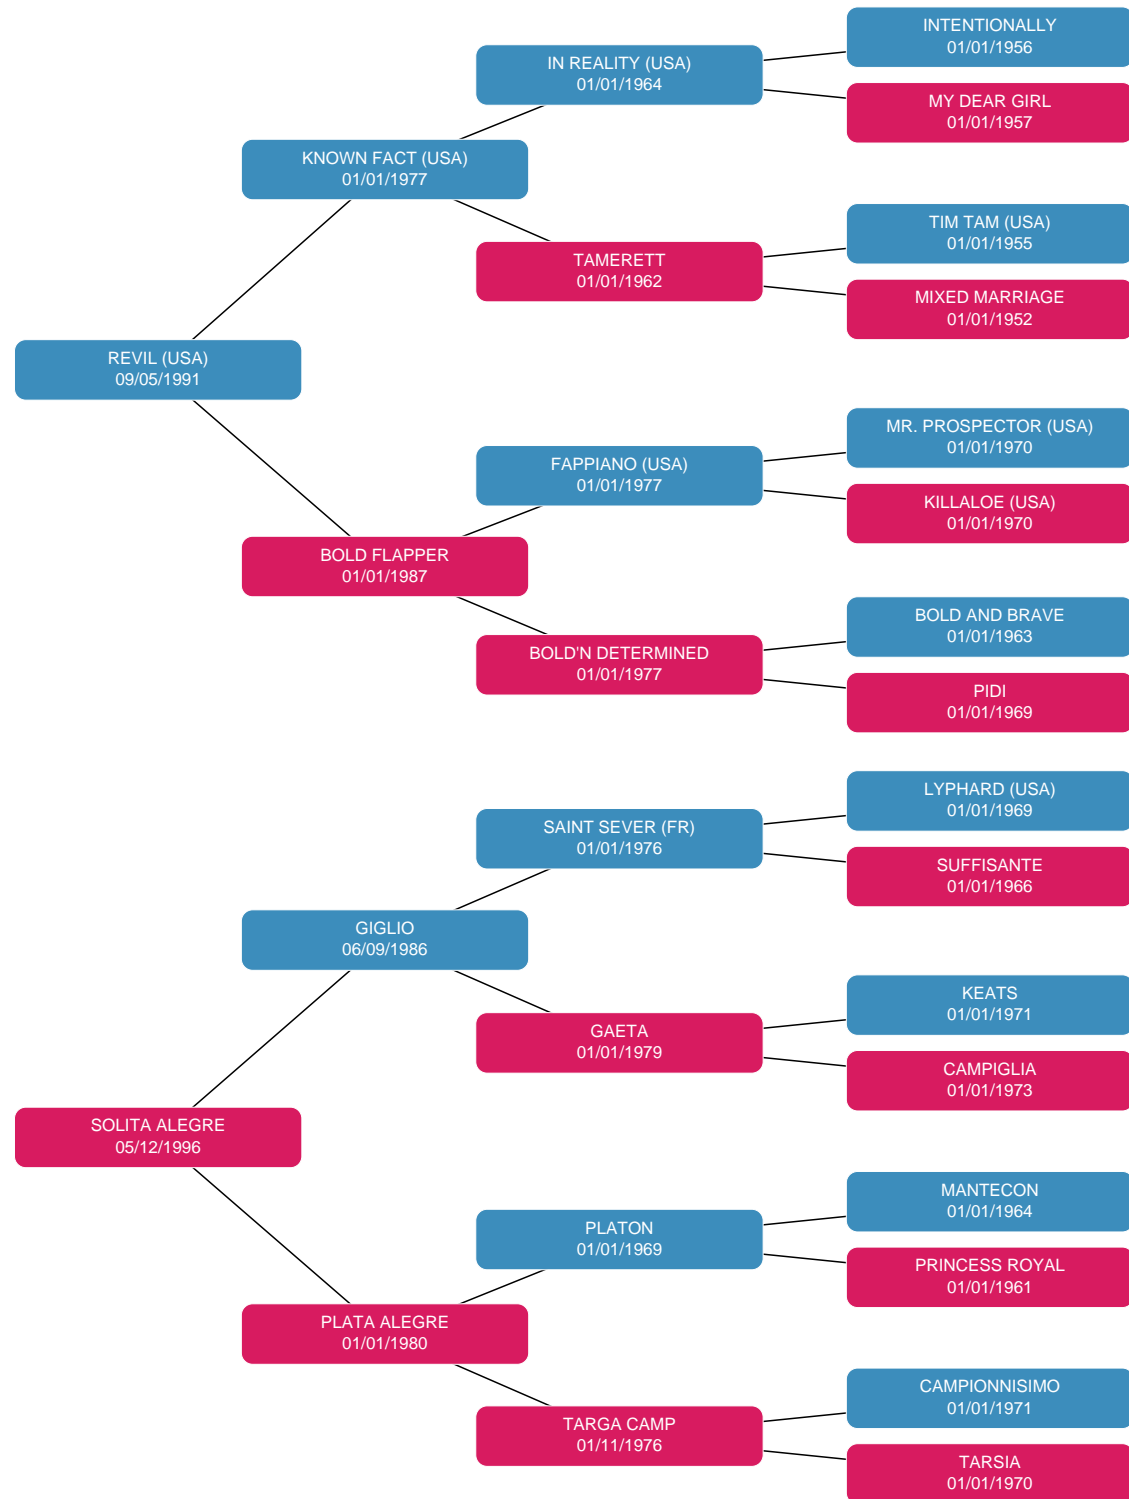 INTENTIONALLY
01/01/1956
IN REALITY (USA)
01/01/1964
MY DEAR GIRL
01/01/1957
KNOWN FACT (USA)
01/01/1977
TIM TAM (USA)
01/01/1955
TAMERETT
01/01/1962
MIXED MARRIAGE
01/01/1952
REVIL (USA)
09/05/1991
MR. PROSPECTOR (USA)
01/01/1970
FAPPIANO (USA)
01/01/1977
KILLALOE (USA)
01/01/1970
BOLD FLAPPER
01/01/1987
BOLD AND BRAVE
01/01/1963
BOLD'N DETERMINED
01/01/1977
PIDI
01/01/1969
LYPHARD (USA)
01/01/1969
SAINT SEVER (FR)
01/01/1976
SUFFISANTE
01/01/1966
GIGLIO
06/09/1986
KEATS
01/01/1971
GAETA
01/01/1979
CAMPIGLIA
01/01/1973
SOLITA ALEGRE
05/12/1996
MANTECON
01/01/1964
PLATON
01/01/1969
PRINCESS ROYAL
01/01/1961
PLATA ALEGRE
01/01/1980
CAMPIONNISIMO
01/01/1971
TARGA CAMP
01/11/1976
TARSIA
01/01/1970